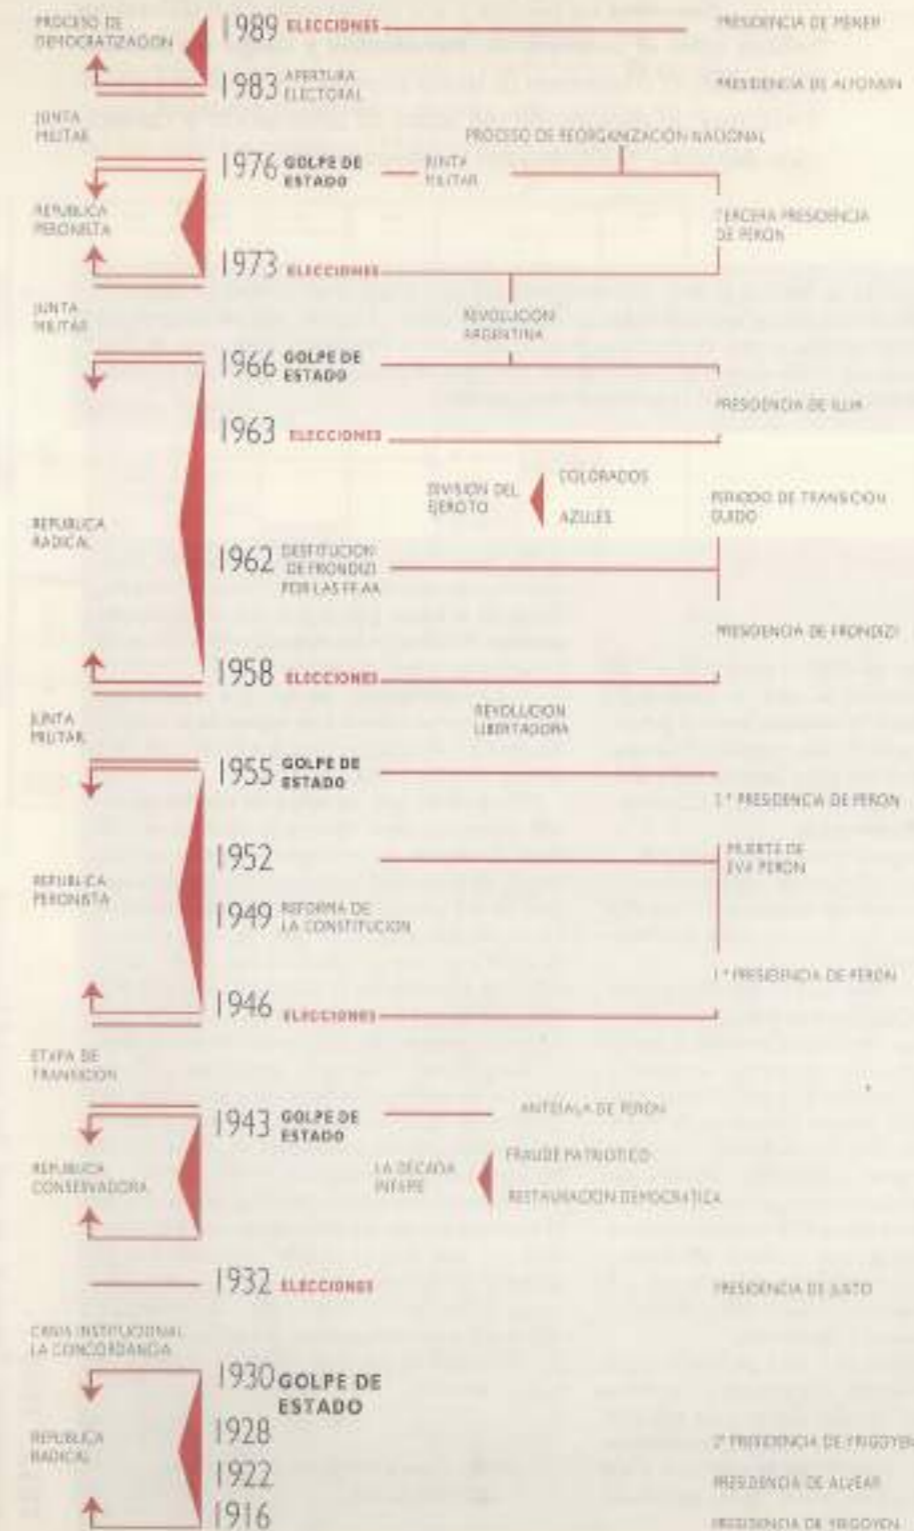 PROCESO DE
DEMOCRATIZACION
1989 ELECCIONES
PRESIDENCIA DE MENEM
1983 APERTURA
ELECTORAL
PRESIDENCIA DE ALFONSIN
JUNTA
MILITAR
PROCESO DE REORGANIZACION NACIONAL
1976 GOLPE DE
ESTADO
JUNTA
MILITAR
REPUBLICA
PERONISTA
TERCERA PRESIDENCIA
DE PERON
1973 ELECCIONES
JUNTA
MILITAR
REVOLUCION
ARGENTINA
1966 GOLPE DE
ESTADO
PRESIDENCIA DE ILLIA
1963 ELECCIONES
DIVISION DEL
EJERCITO
COLORADOS
AZULES
PERIODO DE TRANSICION
GUIDO
REPUBLICA
RADICAL
1962 DESTITUCION
DE FRONDIZI
POR LAS FF.AA
PRESIDENCIA DE FRONDIZI
1958 ELECCIONES
REVOLUCION
LIBERTADORA
JUNTA
MILITAR
1955 GOLPE DE
ESTADO
2ª PRESIDENCIA DE PERON
1952
MUERTE DE
EVA PERON
REPUBLICA
PERONISTA
1949 REFORMA DE
LA CONSTITUCION
1ª PRESIDENCIA DE PERON
1946 ELECCIONES
ETAPA DE
TRANSICION
1943 GOLPE DE
ESTADO
ANTESALA DE PERON
REPUBLICA
CONSERVADORA
LA DECADA
INFAME
FRAUDE PATRIOTICO
RESTAURACION DEMOCRATICA
1932 ELECCIONES
PRESIDENCIA DE JUSTO
CRISIS INSTITUCIONAL
LA CONCORDANCIA
1930 GOLPE DE
ESTADO
REPUBLICA
RADICAL
1928
2ª PRESIDENCIA DE YRIGOYEN
1922
PRESIDENCIA DE ALVEAR
1916
PRESIDENCIA DE YRIGOYEN